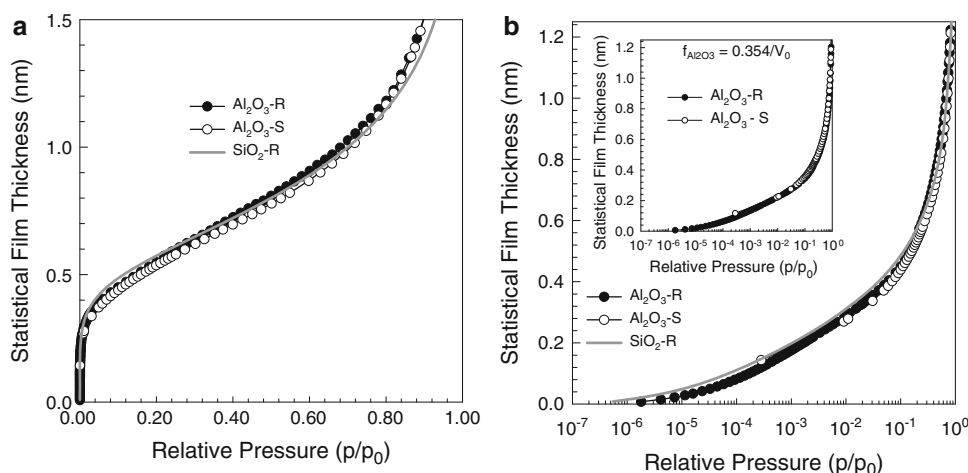 a
1.5
1.0
0.5
0.0
Statistical Film Thickness (nm)
Al₂O₃-R
Al₂O₃-S
SiO₂-R
0.00 0.20 0.40 0.60 0.80 1.00
Relative Pressure (p/p₀)
b
1.2
1.0
0.8
0.6
0.4
0.2
0.0
Statistical Film Thickness (nm)
f_Al2O3 = 0.354/V₀
1.2
1.0
0.8
0.6
0.4
0.2
0.0
Statistical Film Thickness (nm)
Al₂O₃-R
Al₂O₃ - S
10⁻⁷ 10⁻⁶ 10⁻⁵ 10⁻⁴ 10⁻³ 10⁻² 10⁻¹ 10⁰
Relative Pressure (p/p₀)
Al₂O₃-R
Al₂O₃-S
SiO₂-R
10⁻⁷ 10⁻⁶ 10⁻⁵ 10⁻⁴ 10⁻³ 10⁻² 10⁻¹ 10⁰
Relative Pressure (p/p₀)